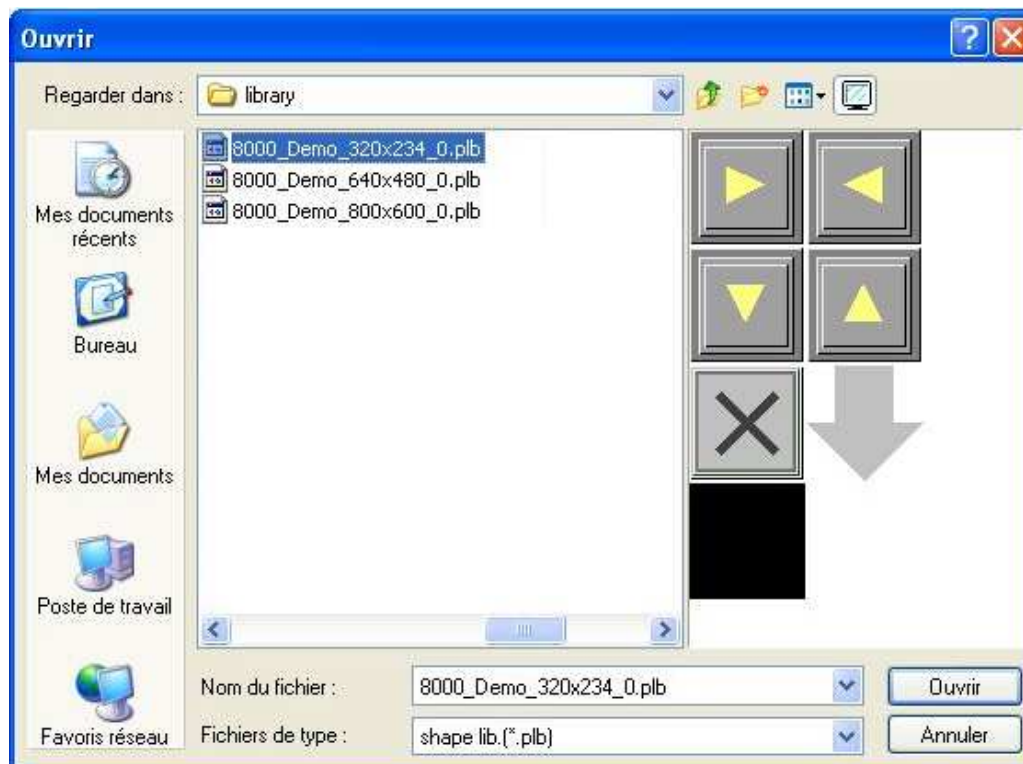 Ouvrir
Regarder dans :
library
8000_Demo_320x234_0.plb
8000_Demo_640x480_0.plb
8000_Demo_800x600_0.plb
Mes documents
récents
Bureau
Mes documents
Poste de travail
Favoris réseau
Nom du fichier :
8000_Demo_320x234_0.plb
Ouvrir
Fichiers de type :
shape lib.(*.plb)
Annuler